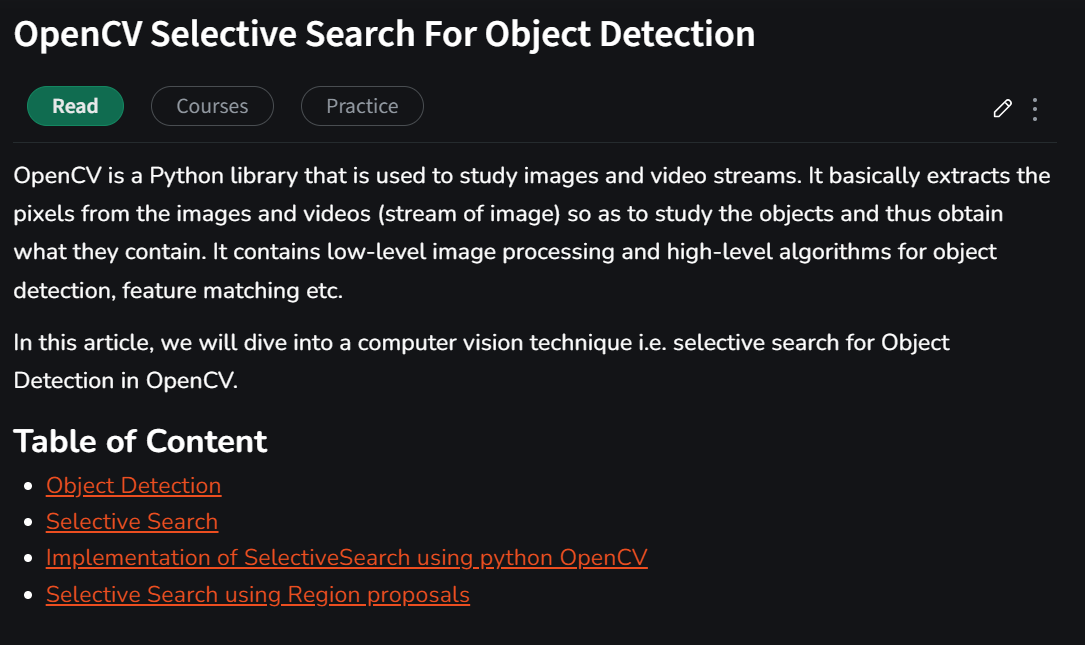 OpenCV Selective Search For Object Detection
Read Courses Practice
OpenCV is a Python library that is used to study images and video streams. It basically extracts the
pixels from the images and videos (stream of image) so as to study the objects and thus obtain
what they contain. It contains low-level image processing and high-level algorithms for object
detection, feature matching etc.
In this article, we will dive into a computer vision technique i.e. selective search for Object
Detection in OpenCV.
Table of Content
Object Detection
Selective Search
Implementation of SelectiveSearch using python OpenCV
Selective Search using Region proposals